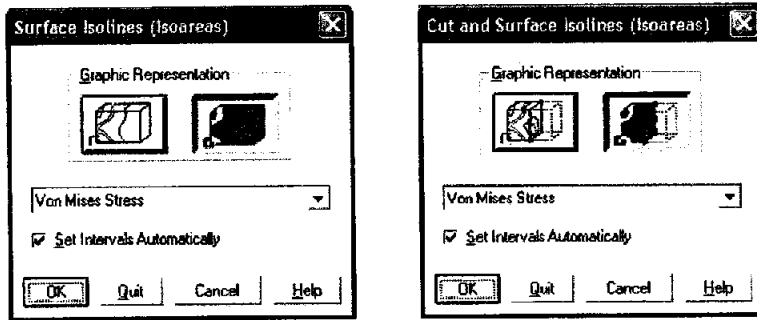 Surface Isolines (Isoareas)
Graphic Representation
Von Mises Stress
Set Intervals Automatically
OK Quit Cancel Help
Cut and Surface Isolines (Isoareas)
Graphic Representation
Von Mises Stress
Set Intervals Automatically
OK Quit Cancel Help